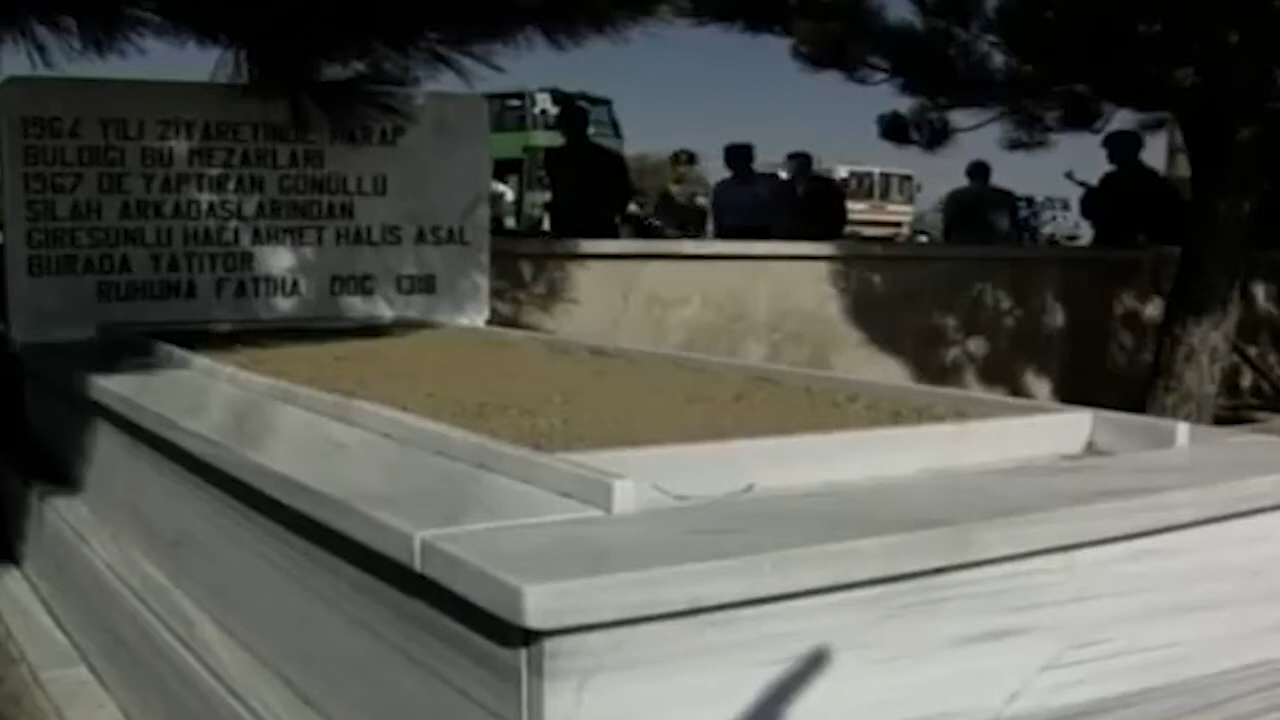 1964 YILI ZİYARETİNDE HARAP
BULDIĞI BU MEZARLARI
1967 DE YAPTIRAN GÖNÜLLÜ
SİLAH ARKADAŞLARINDAN
GİRESUNLU HACI AHMET HALİS ASAL
BURADA YATIYOR
RUHUNA FATİHA DOĞ 1318